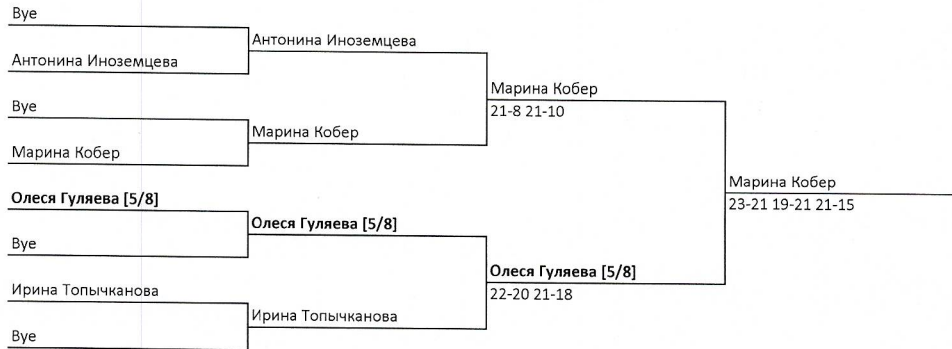 Bye
Антонина Иноземцева
Антонина Иноземцева
Марина Кобер
Bye
21-8 21-10
Марина Кобер
Марина Кобер
Марина Кобер
Олеся Гуляева [5/8]
23-21 19-21 21-15
Олеся Гуляева [5/8]
Bye
Олеся Гуляева [5/8]
Ирина Топычканова
22-20 21-18
Ирина Топычканова
Bye